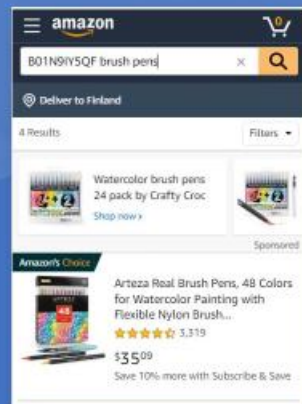 amazon
0
B01N9IY5QF brush pens
Deliver to Finland
4 Results
Filters
Watercolor brush pens
24 pack by Crafty Croc
Shop now
Sponsored
Amazon's Choice
Arteza Real Brush Pens, 48 Colors
for Watercolor Painting with
Flexible Nylon Brush...
3,319
$3509
Save 10% more with Subscribe & Save